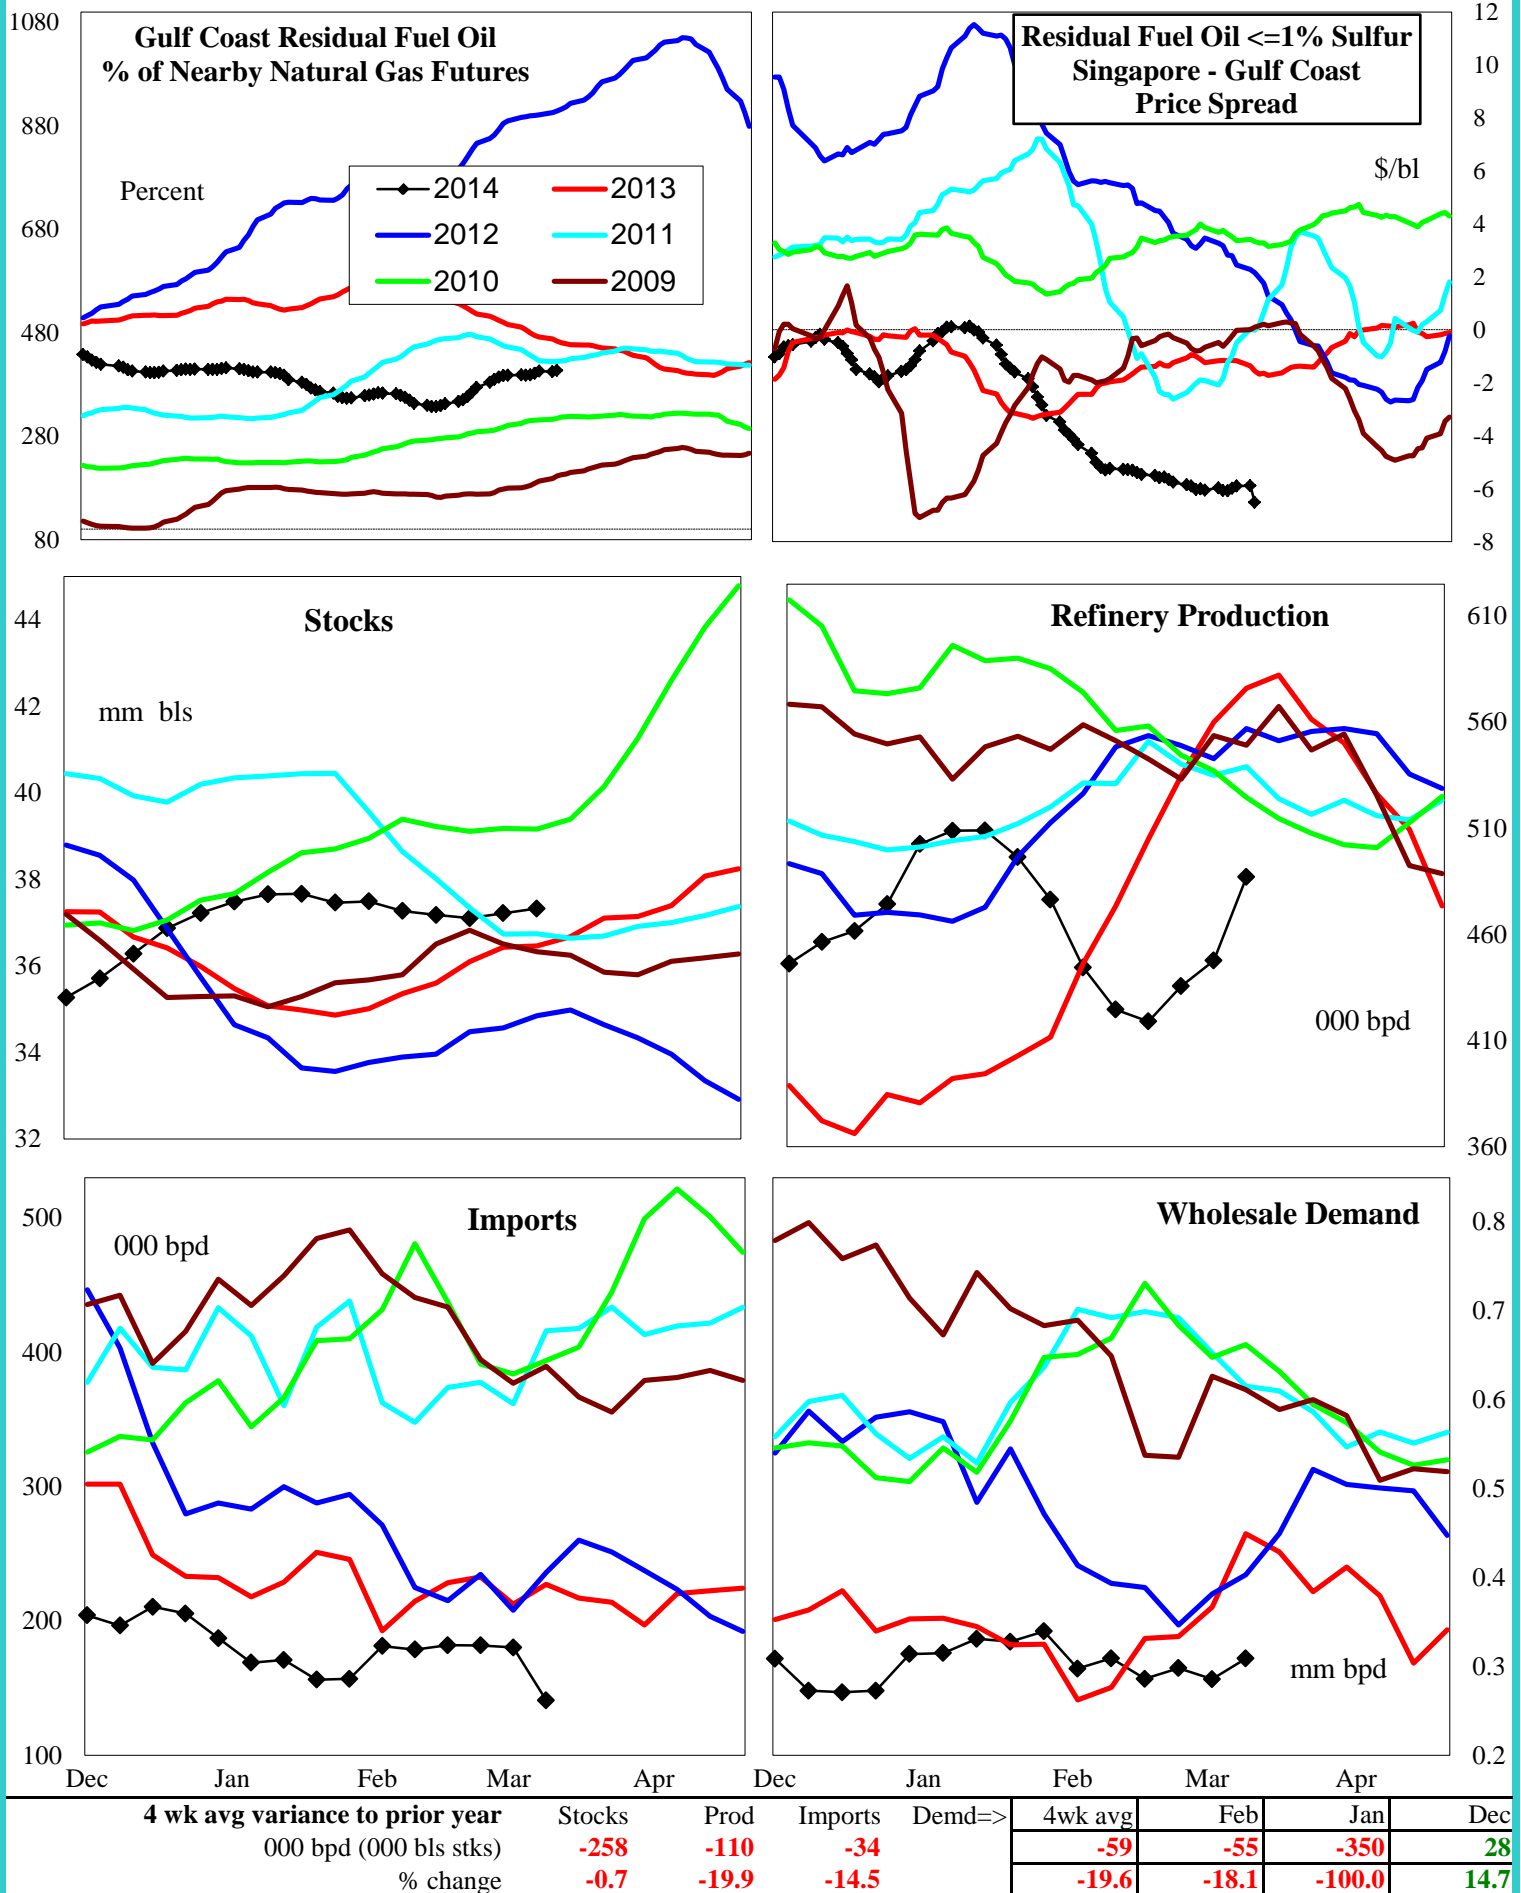 Gulf Coast Residual Fuel Oil
% of Nearby Natural Gas Futures
Percent
1080
880
680
480
280
80
2014
2013
2012
2011
2010
2009
Residual Fuel Oil <=1% Sulfur
Singapore - Gulf Coast
Price Spread
$/bl
12
10
8
6
4
2
0
-2
-4
-6
-8
Stocks
mm bls
44
42
40
38
36
34
32
Refinery Production
000 bpd
610
560
510
460
410
360
Imports
000 bpd
500
400
300
200
100
Dec Jan Feb Mar Apr
Wholesale Demand
mm bpd
0.8
0.7
0.6
0.5
0.4
0.3
0.2
Dec Jan Feb Mar Apr
4 wk avg variance to prior year Stocks Prod Imports Demd=> 4wk avg Feb Jan Dec
000 bpd (000 bls stks) -258 -110 -34 -59 -55 -350 28
% change -0.7 -19.9 -14.5 -19.6 -18.1 -100.0 14.7